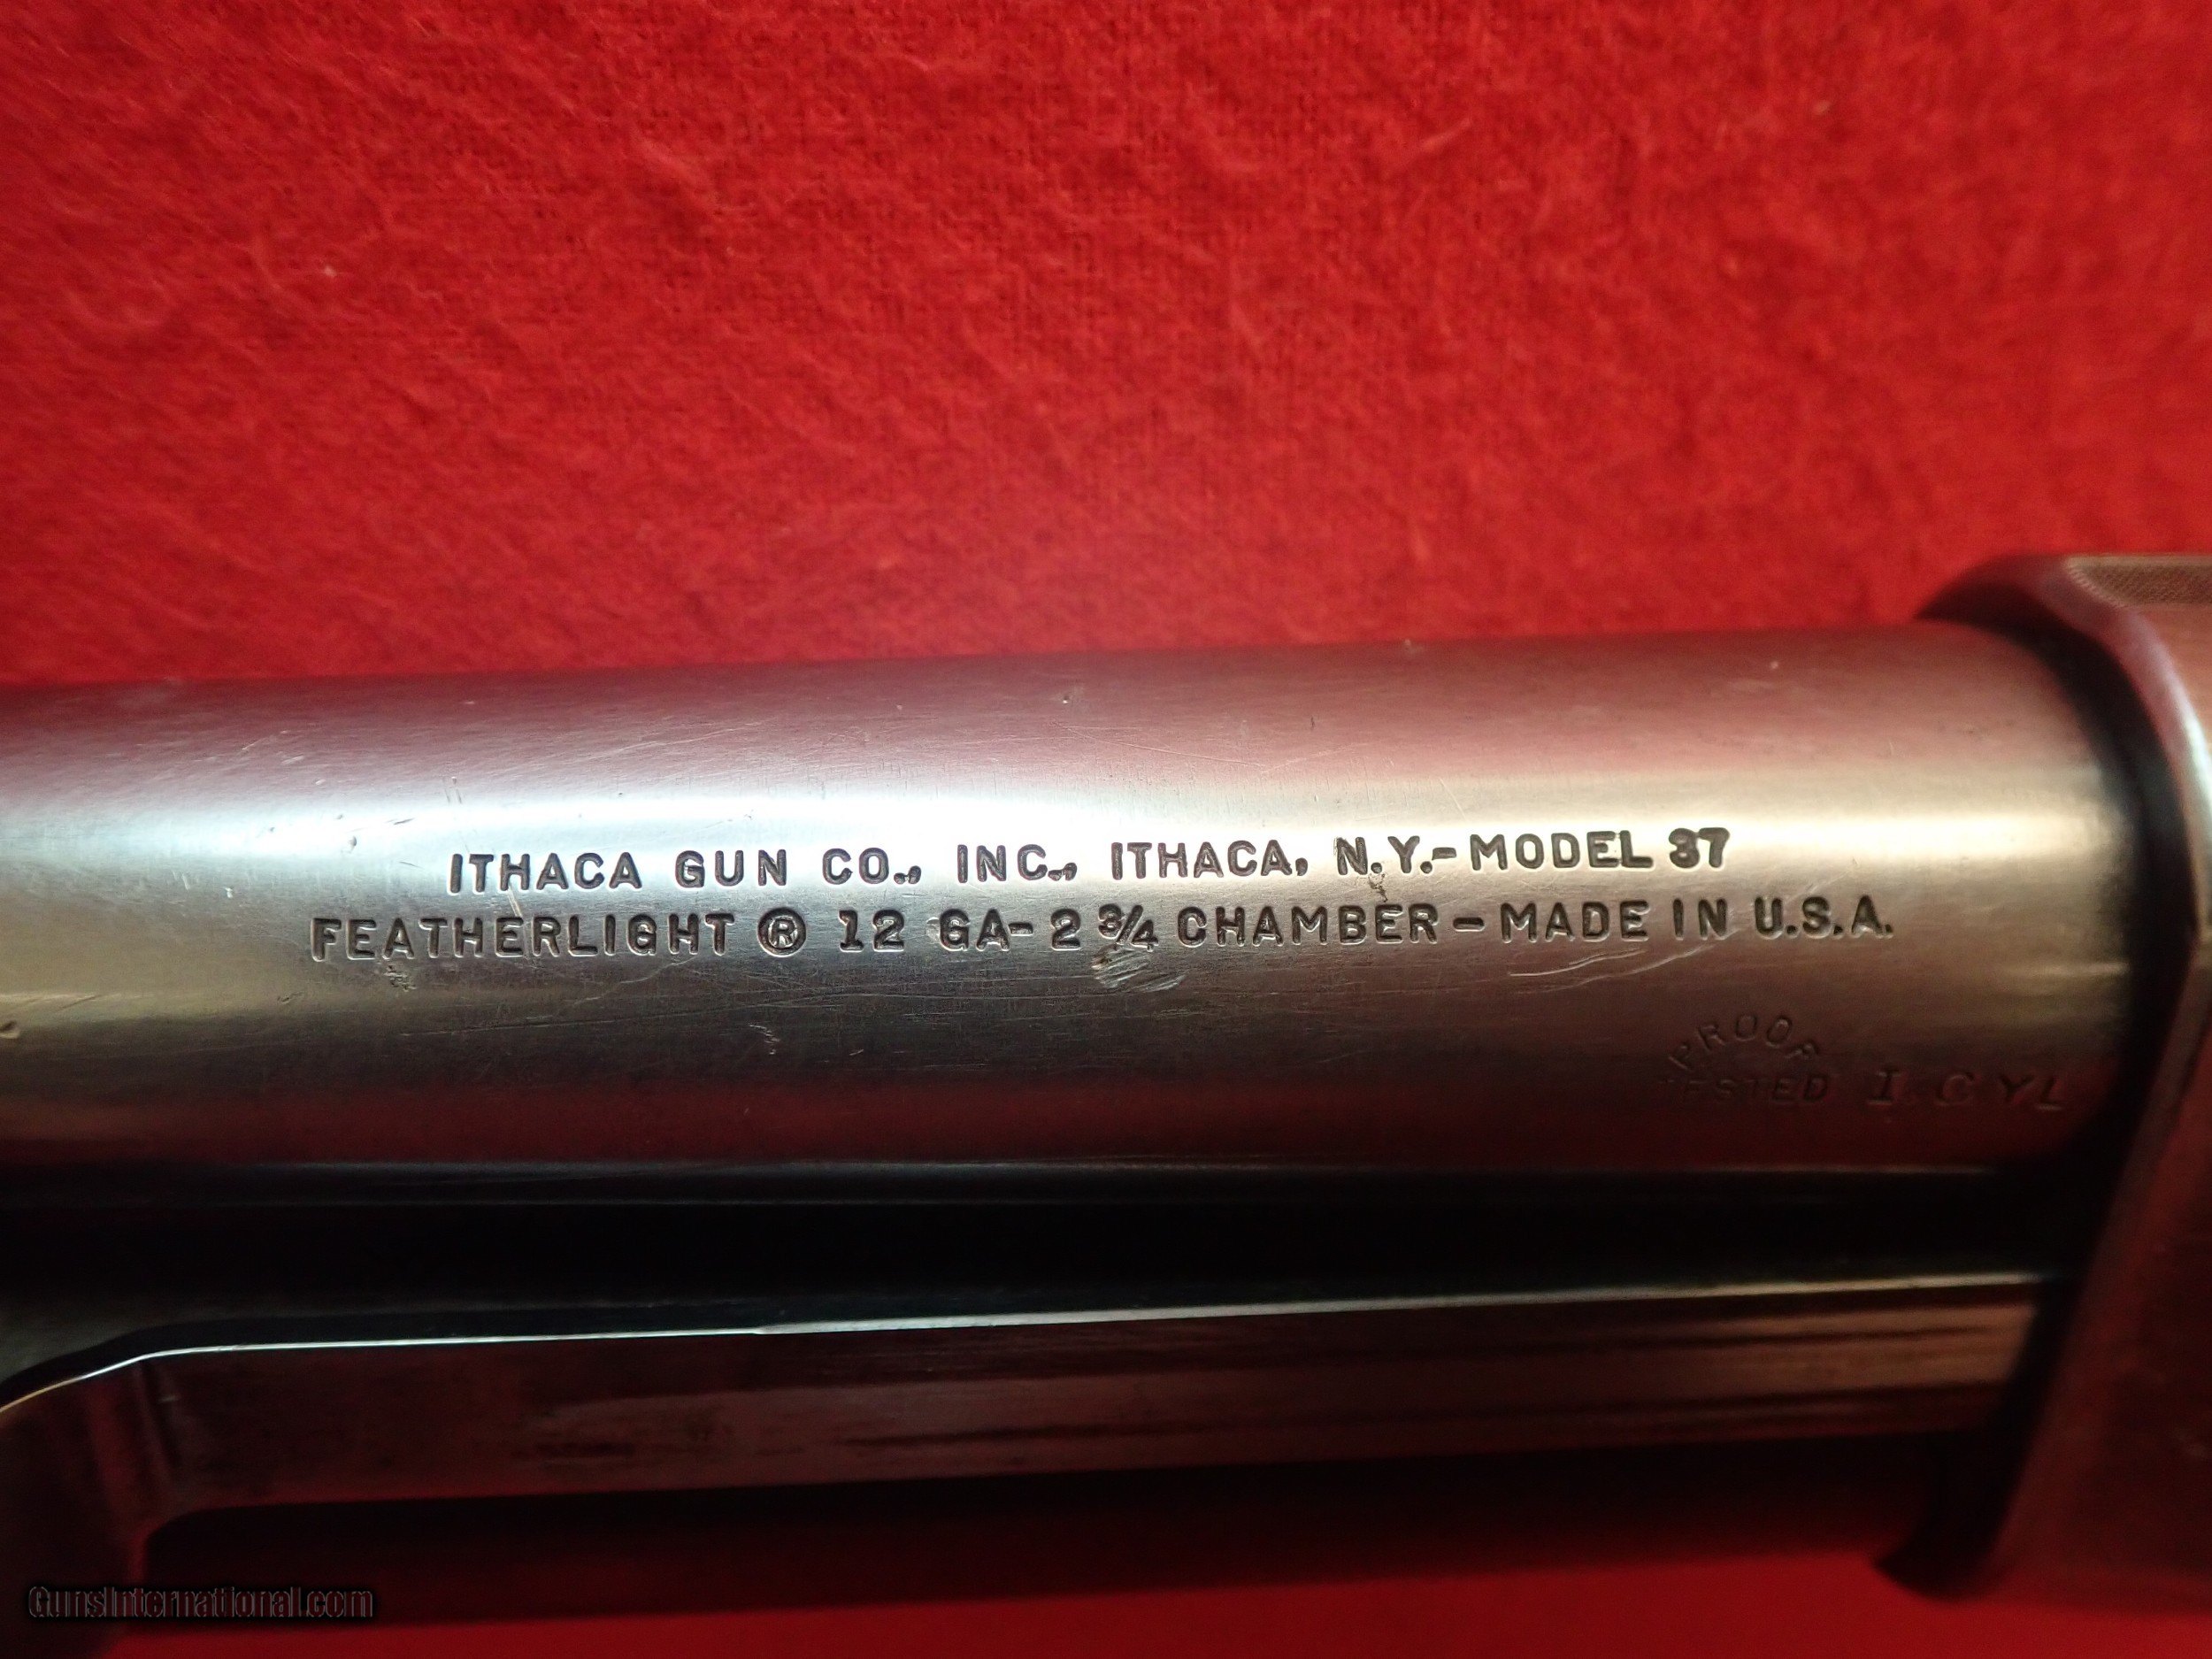 ITHACA GUN CO., INC., ITHACA, N.Y.-MODEL 37
FEATHERLIGHT ® 12 GA-2 3/4 CHAMBER-MADE IN U.S.A.
PROOF
TESTED I. CYL
GunsInternational.com